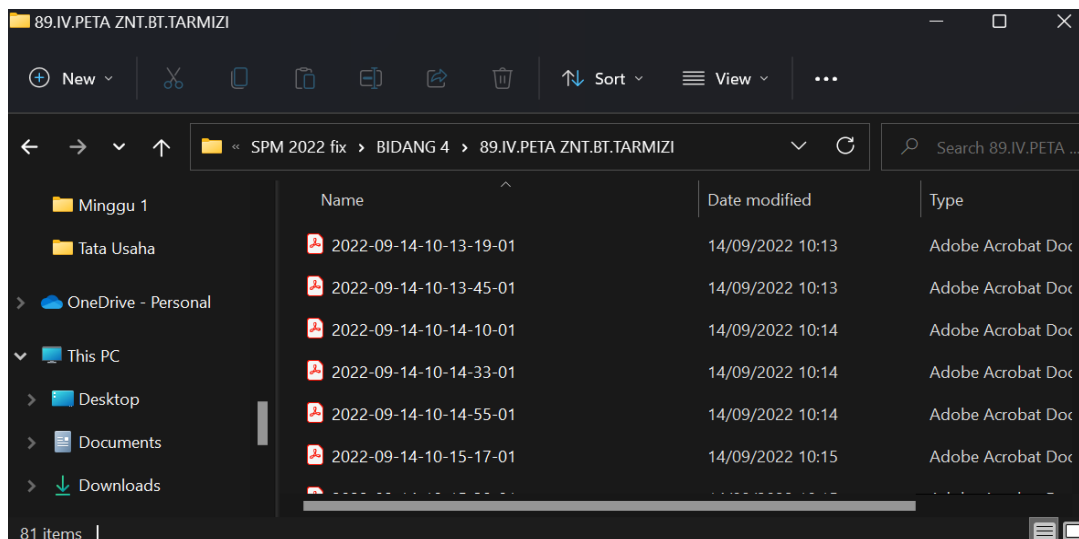 89.IV.PETA ZNT.BT.TARMIZI
New Sort View
« SPM 2022 fix > BIDANG 4 > 89.IV.PETA ZNT.BT.TARMIZI Search 89.IV.PETA ...
Minggu 1
Tata Usaha
OneDrive - Personal
This PC
Desktop
Documents
Downloads
Name Date modified Type
2022-09-14-10-13-19-01 14/09/2022 10:13 Adobe Acrobat Doc
2022-09-14-10-13-45-01 14/09/2022 10:13 Adobe Acrobat Doc
2022-09-14-10-14-10-01 14/09/2022 10:14 Adobe Acrobat Doc
2022-09-14-10-14-33-01 14/09/2022 10:14 Adobe Acrobat Doc
2022-09-14-10-14-55-01 14/09/2022 10:14 Adobe Acrobat Doc
2022-09-14-10-15-17-01 14/09/2022 10:15 Adobe Acrobat Doc
81 items